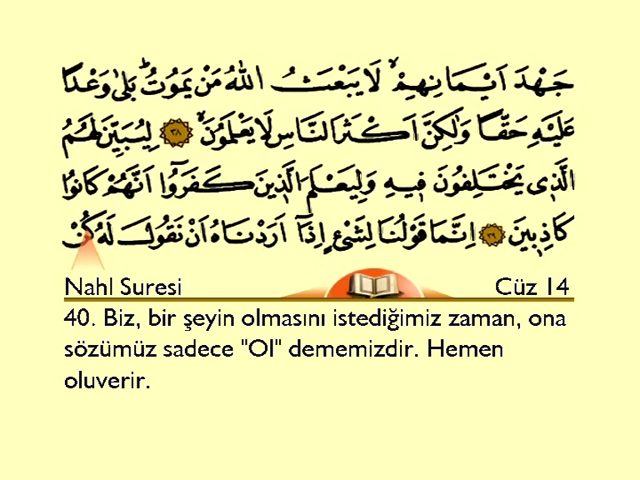 جَهْدَ اَيْمَانِهِمْۙ لَا يَبْعَثُ اللّٰهُ مَنْ يَمُوتُۜ بَلٰى وَعْدًا
عَلَيْهِ حَقًّا وَلٰكِنَّ اَكْثَرَ النَّاسِ لَا يَعْلَمُونَۙ ﴿٣٨﴾ لِيُبَيِّنَ لَهُمُ
الَّذ۪ي يَخْتَلِفُونَ ف۪يهِ وَلِيَعْلَمَ الَّذ۪ينَ كَفَرُٓوا اَنَّهُمْ كَانُوا
كَاذِب۪ينَ ﴿٣٩﴾ اِنَّمَا قَوْلُنَا لِشَيْءٍ اِذَٓا اَرَدْنَاهُ اَنْ نَقُولَ لَهُ كُنْ
Nahl Suresi Cüz 14
40. Biz, bir şeyin olmasını istediğimiz zaman, ona
sözümüz sadece "Ol" dememizdir. Hemen
oluverir.